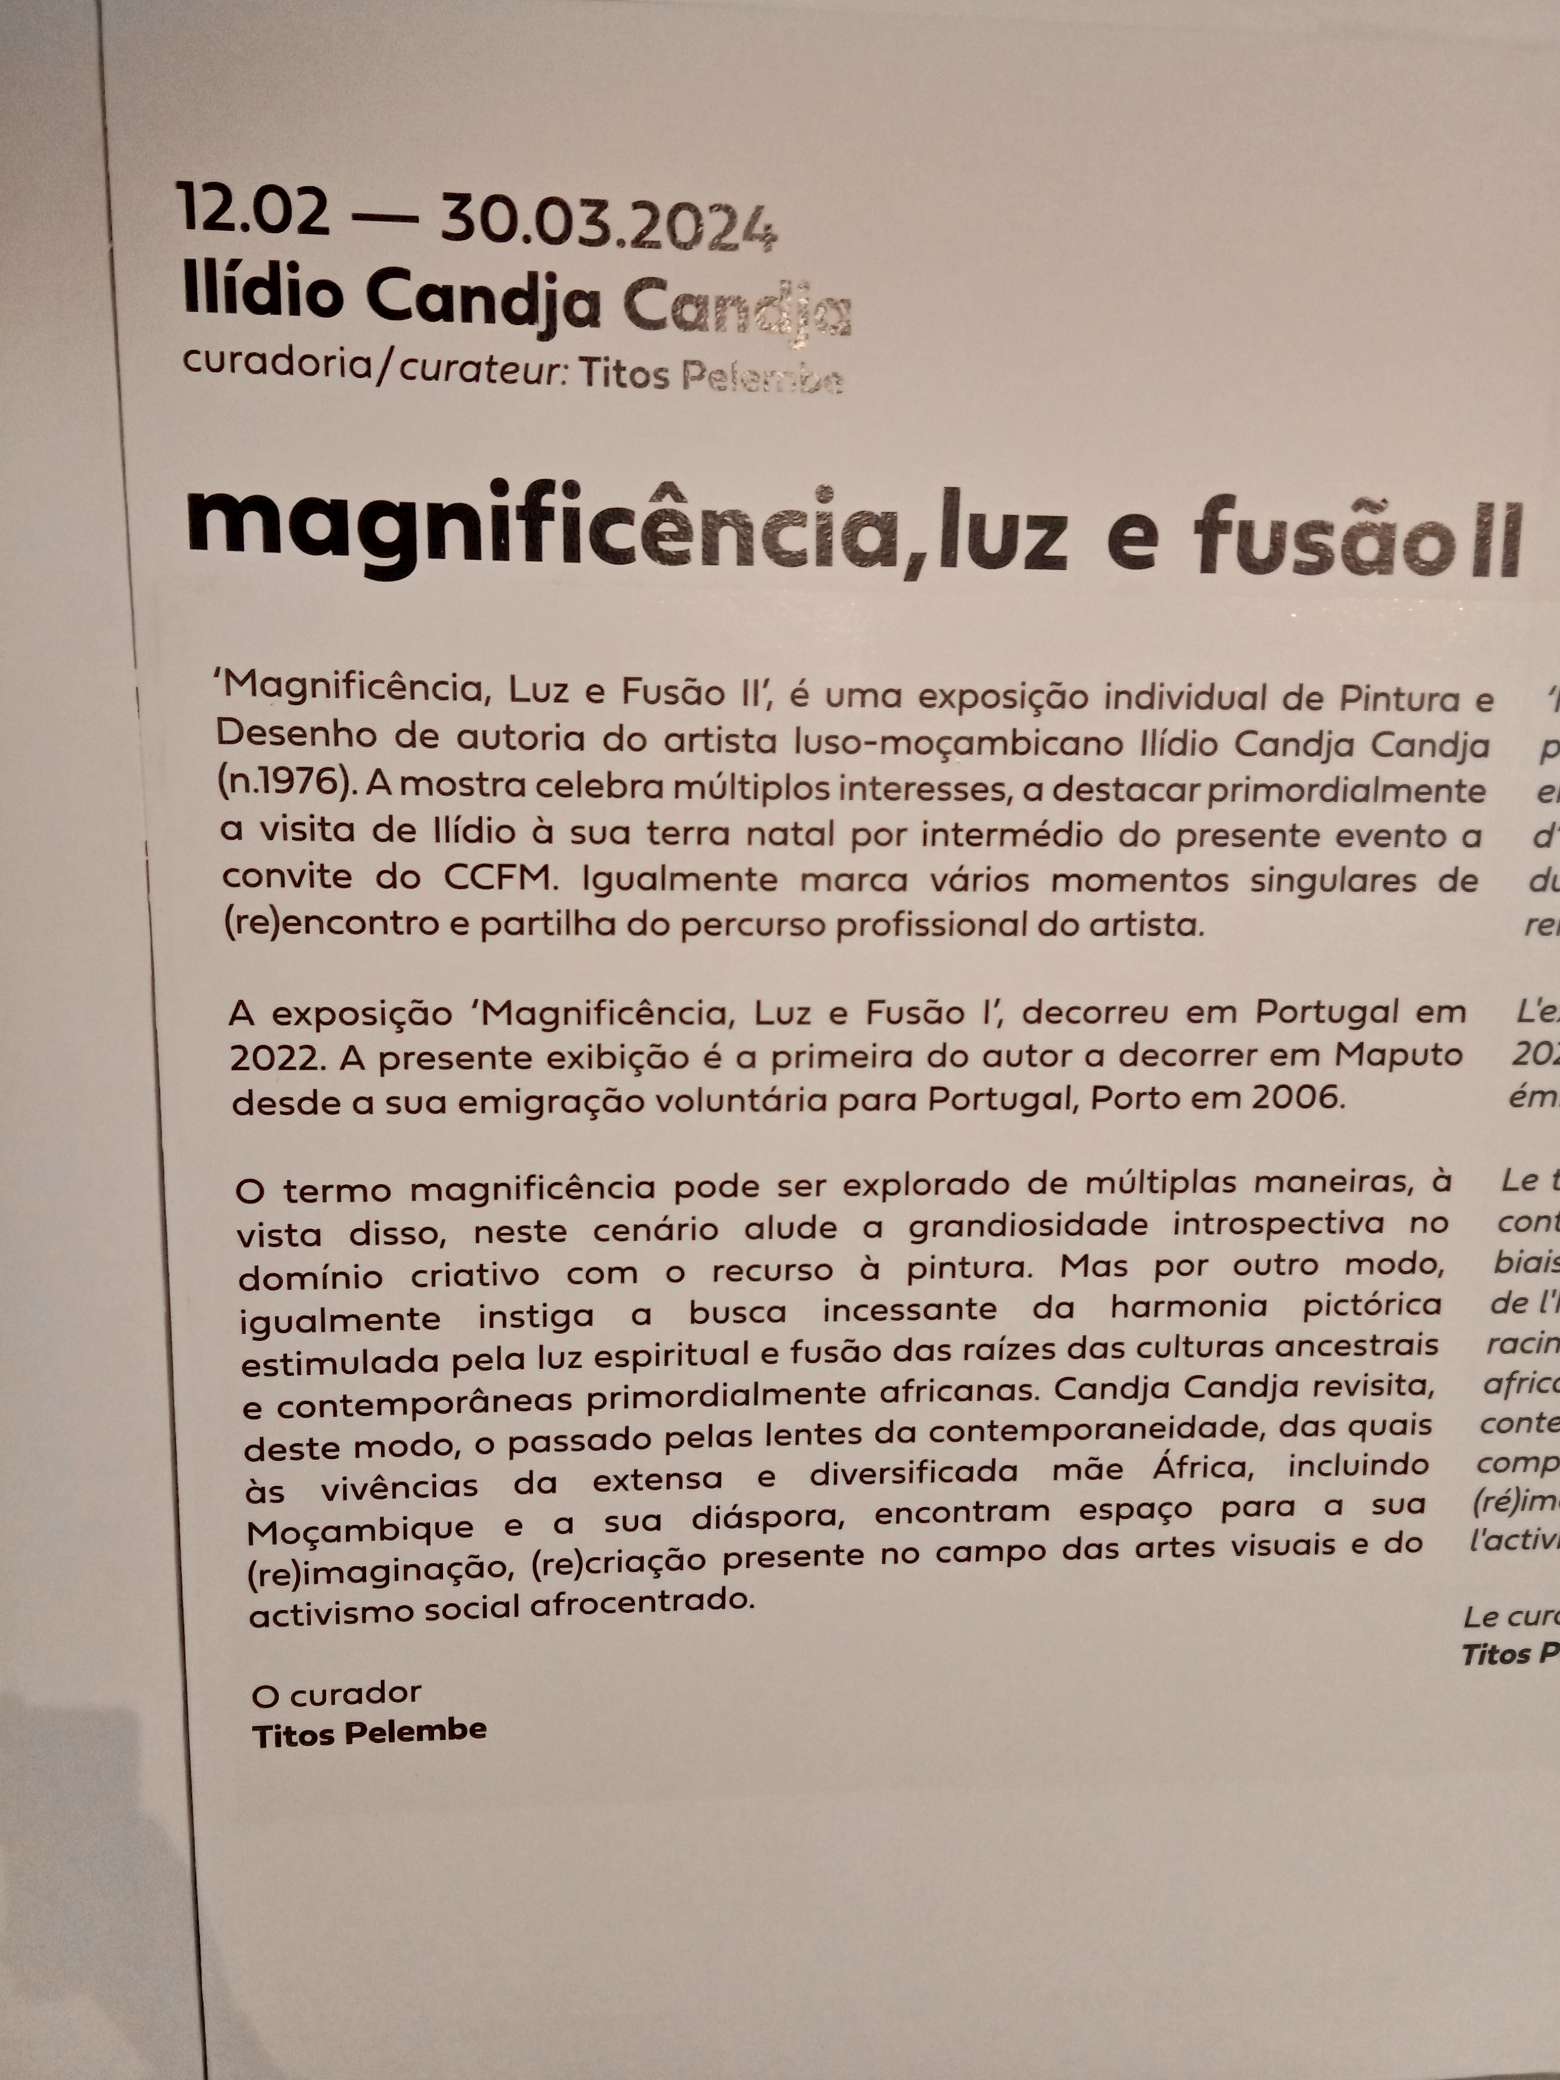 12.02 — 30.03.2024
Ilídio Candja Candja
curadoria/curateur: Titos Pelembe
magnificência, luz e fusão II
‘Magnificência, Luz e Fusão II’, é uma exposição individual de Pintura e
Desenho de autoria do artista luso-moçambicano Ilídio Candja Candja
(n.1976). A mostra celebra múltiplos interesses, a destacar primordialmente
a visita de Ilídio à sua terra natal por intermédio do presente evento a
convite do CCFM. Igualmente marca vários momentos singulares de
(re)encontro e partilha do percurso profissional do artista.
A exposição ‘Magnificência, Luz e Fusão I’, decorreu em Portugal em
2022. A presente exibição é a primeira do autor a decorrer em Maputo
desde a sua emigração voluntária para Portugal, Porto em 2006.
O termo magnificência pode ser explorado de múltiplas maneiras, à
vista disso, neste cenário alude a grandiosidade introspectiva no
domínio criativo com o recurso à pintura. Mas por outro modo,
igualmente instiga a busca incessante da harmonia pictórica
estimulada pela luz espiritual e fusão das raízes das culturas ancestrais
e contemporâneas primordialmente africanas. Candja Candja revisita,
deste modo, o passado pelas lentes da contemporaneidade, das quais
às vivências da extensa e diversificada mãe África, incluindo
Moçambique e a sua diáspora, encontram espaço para a sua
(re)imaginação, (re)criação presente no campo das artes visuais e do
activismo social afrocentrado.
O curador
Titos Pelembe
Le
de
Le
Titos